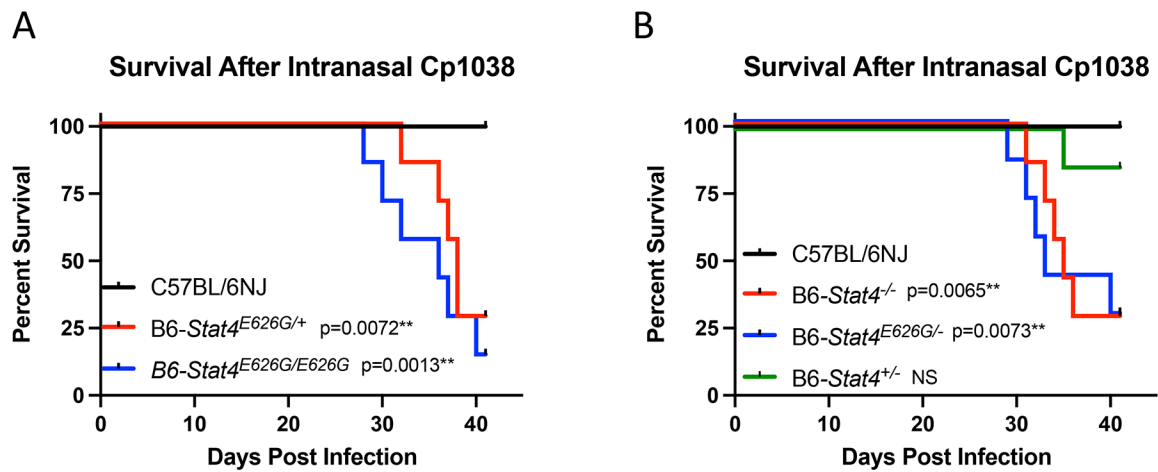 A
Survival After Intranasal Cp1038
Percent Survival
100
75
50
25
0
C57BL/6NJ
B6-Stat4E626G/+ p=0.0072**
B6-Stat4E626G/E626G p=0.0013**
0 10 20 30 40
Days Post Infection
B
Survival After Intranasal Cp1038
Percent Survival
100
75
50
25
0
C57BL/6NJ
B6-Stat4-/- p=0.0065**
B6-Stat4E626G/- p=0.0073**
B6-Stat4+/- NS
0 10 20 30 40
Days Post Infection